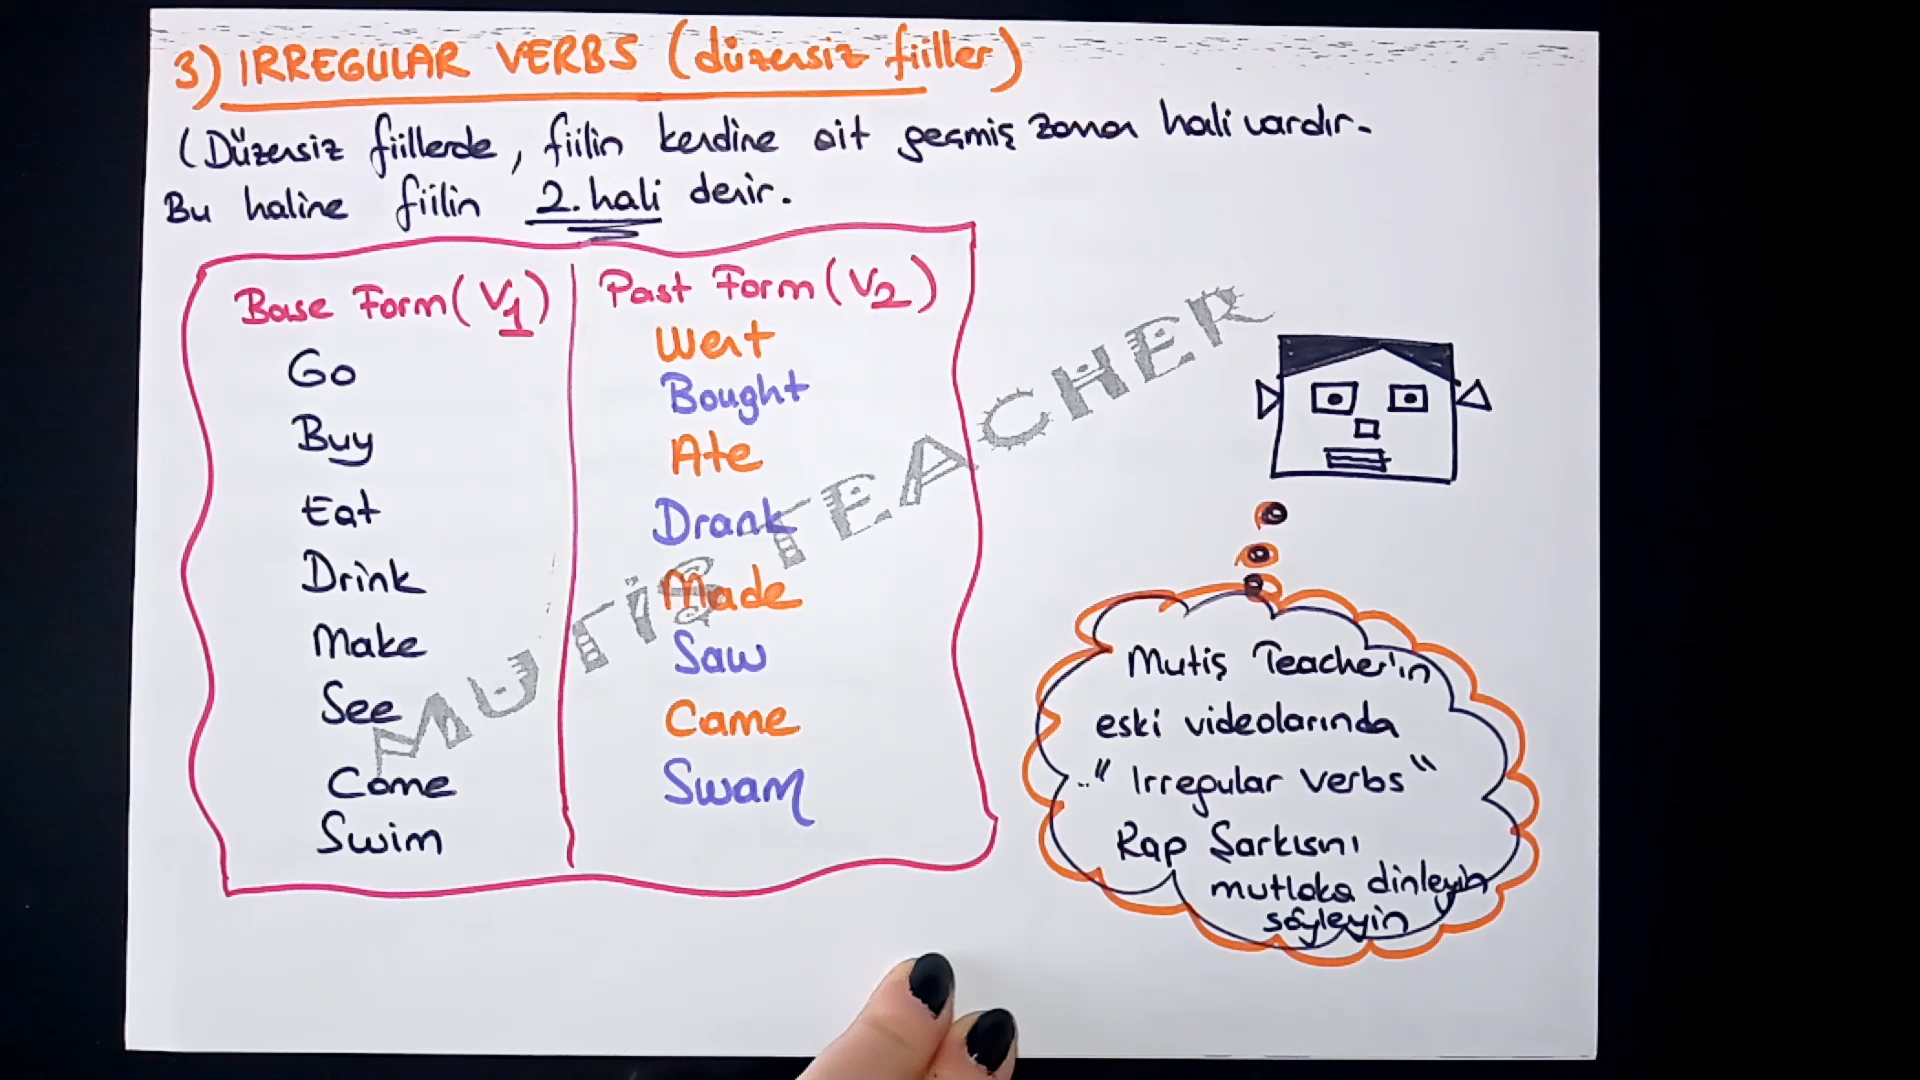 3) IRREGULAR VERBS (düzensiz fiiller)
(Düzensiz fiillerde, fiilin kendine ait geçmiş zaman hali vardır.
Bu haline fiilin 2. hali denir.
Base Form (V1)
Past Form (V2)
Go
Went
Buy
Bought
Eat
Ate
Drink
Drank
Make
Made
See
Saw
Come
Came
Swim
Swam
MUTİŞ TEACHER
Mutiş Teacher'ın
eski videolarında
.." Irregular Verbs "
Rap Şarkısını
mutlaka dinleyin
söyleyin